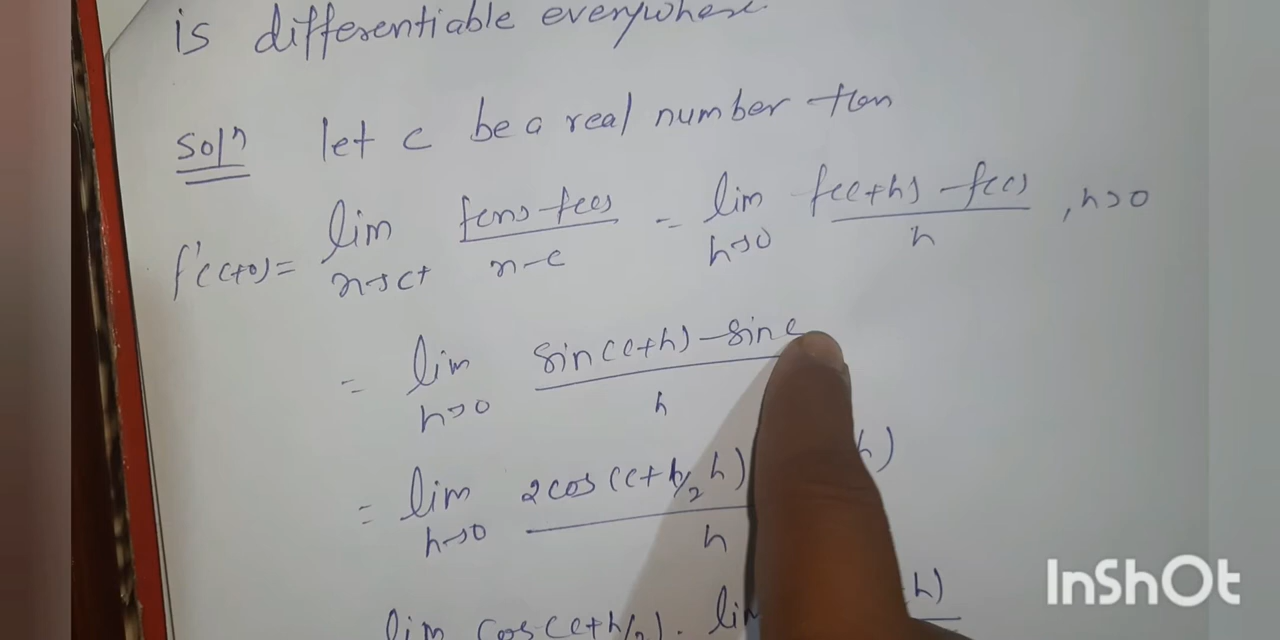 is differentiable everywhere
Soln let c be a real number then
f'(c+0) = lim x→c+ f(x)-f(c) / x-c = lim h→0 f(c+h)-f(c) / h , h>0
= lim h→0 sin(c+h)-sin c / h
= lim h→0 2cos(c+h/2 h) h) / h
lim cos(c+h/2). lim h)
InShOt